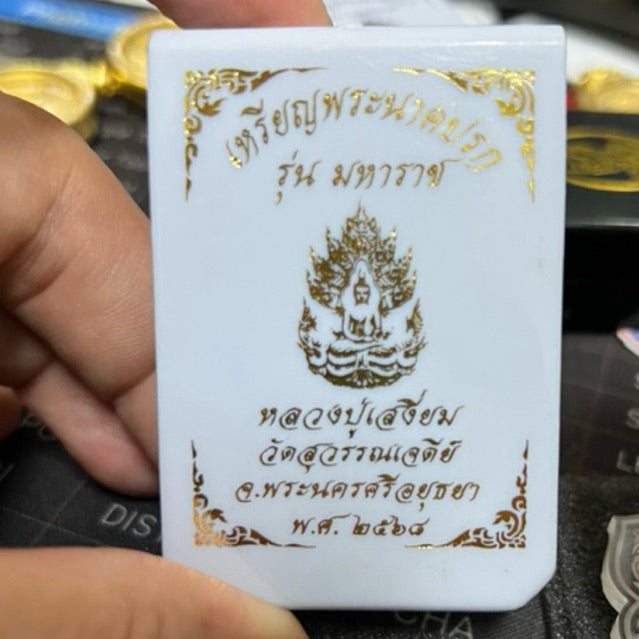 เหรียญพระนาคปรก
รุ่น มหาราช
หลวงปู่เสงี่ยม
วัดสุวรรณเจดีย์
จ.พระนครศรีอยุธยา
พ.ศ. ๒๕๖๘
DIS
CHA